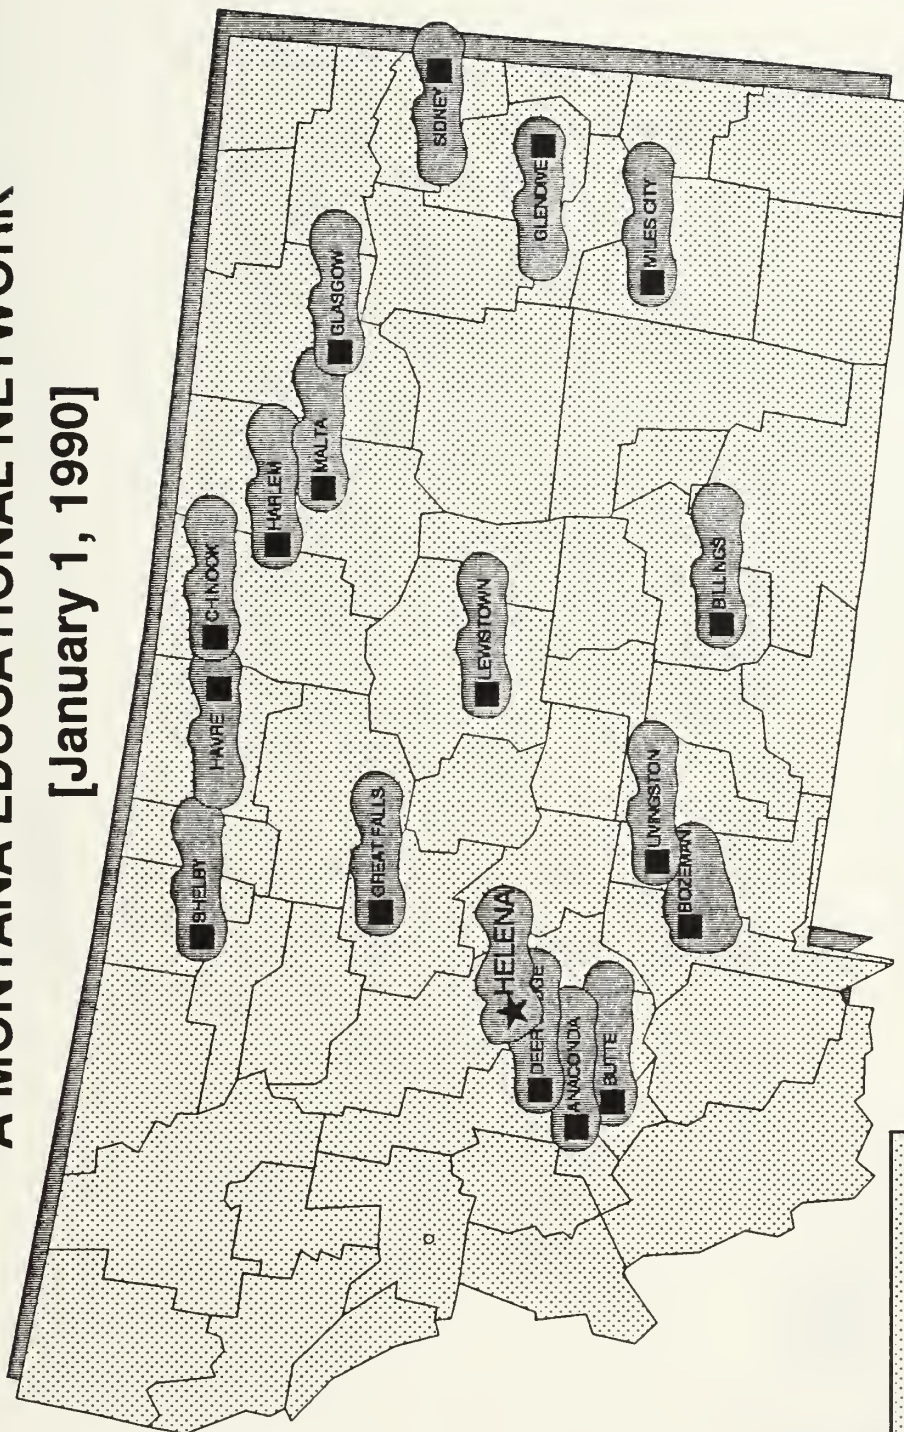 A MONTANA EDUCATIONAL NETWORK
[January 1, 1990]
SHELBY
HAVRE
CHINOOK
HARLEM
MALTA
GLASGOW
GREAT FALLS
SIDNEY
LEWISTOWN
HELENA
DEER
GLENDIVE
ANACONDA
BUTTE
MILES CITY
LIVINGSTON
BOZEMAN
BILLINGS